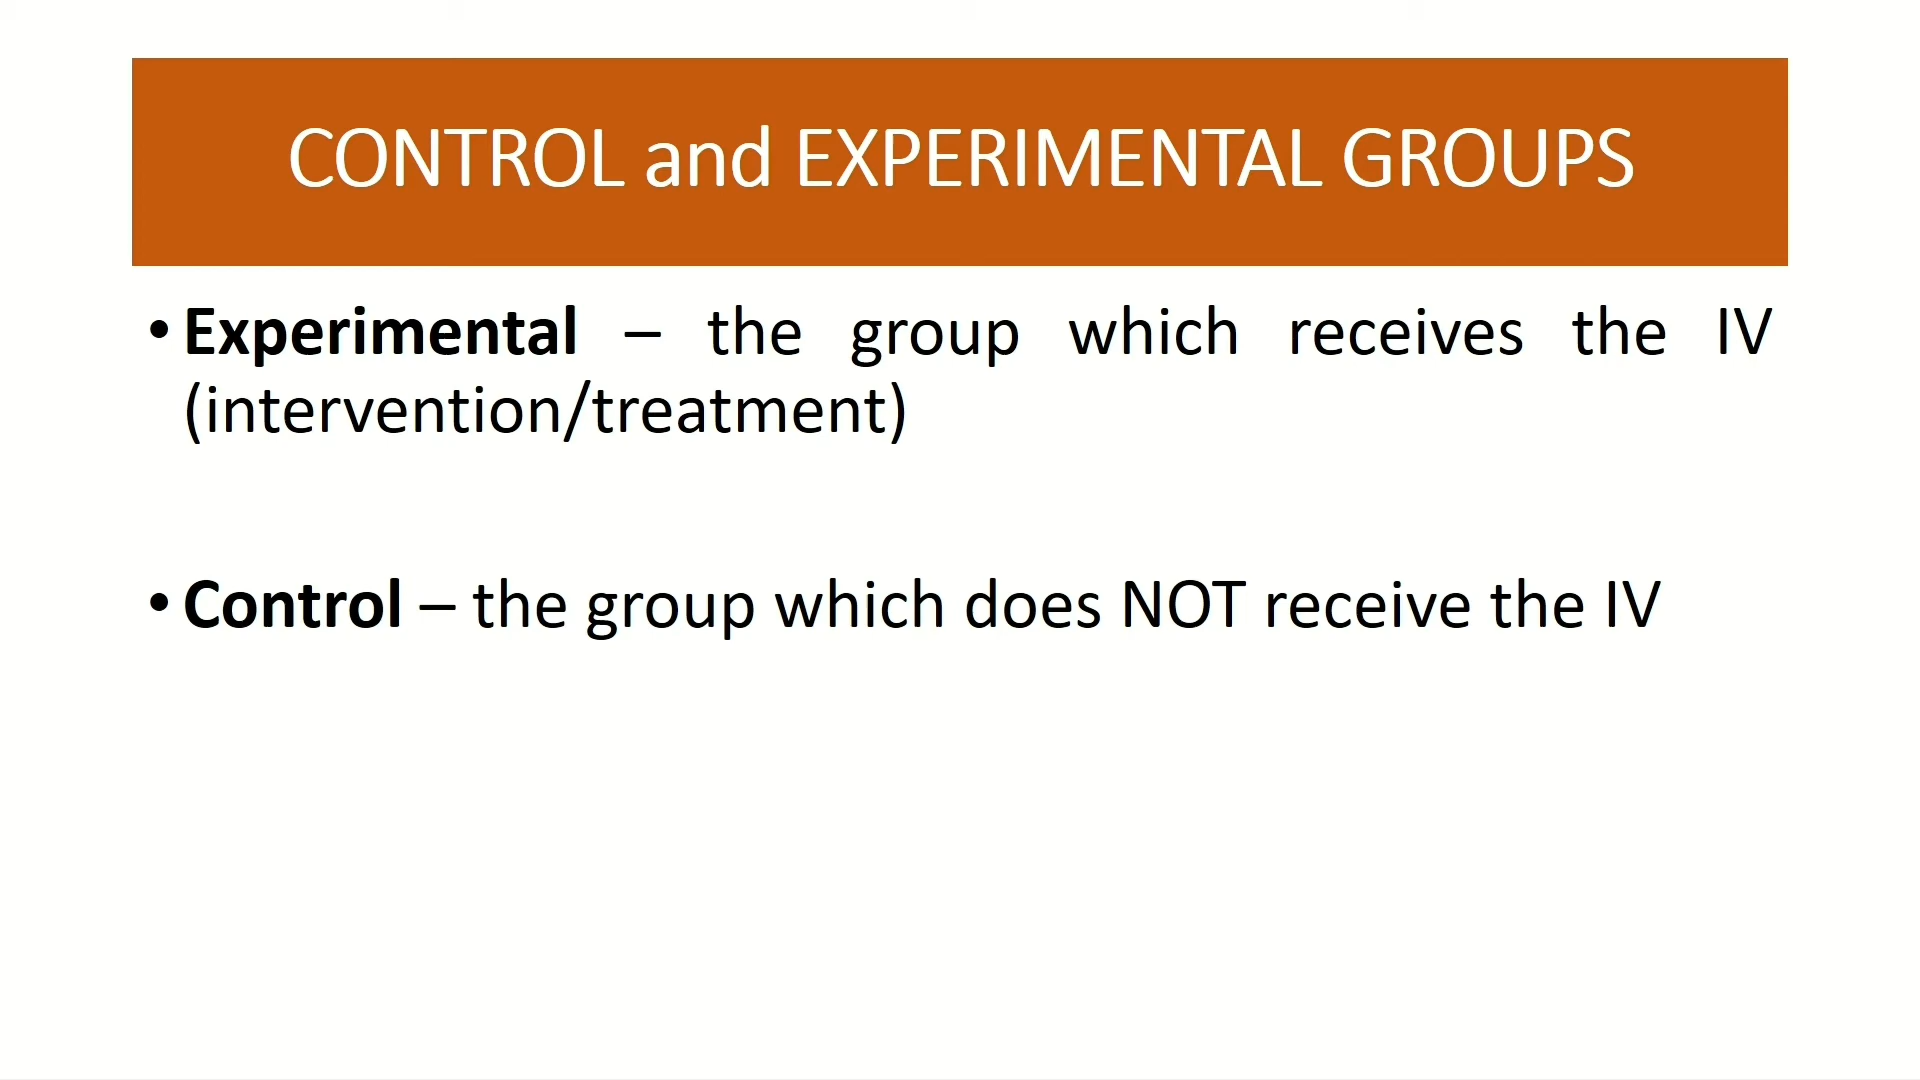 CONTROL and EXPERIMENTAL GROUPS
• Experimental – the group which receives the IV
(intervention/treatment)
• Control – the group which does NOT receive the IV